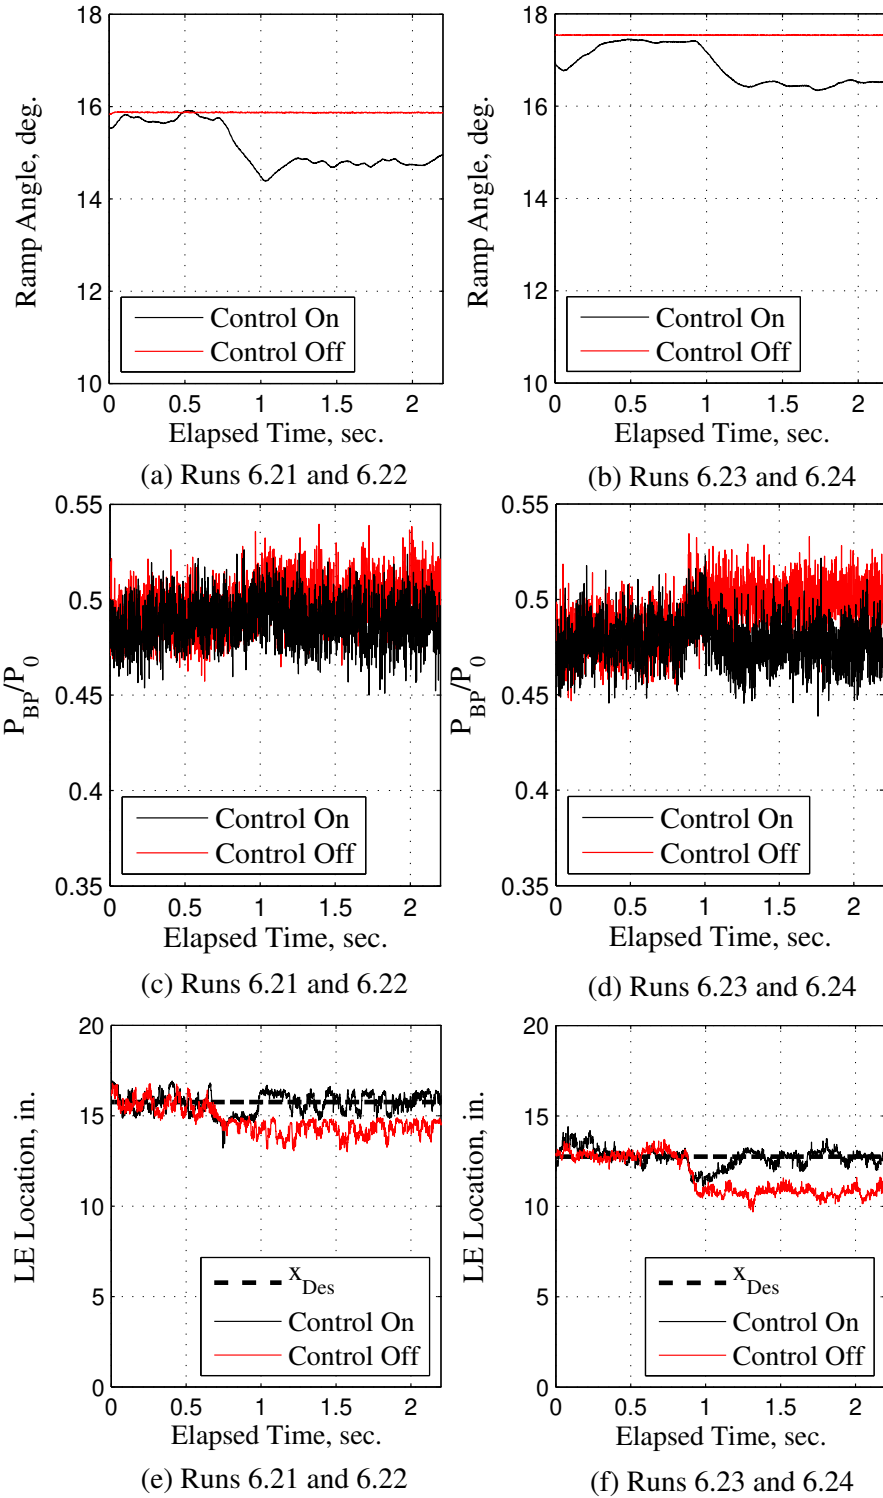 18
16
14
12
10
Ramp Angle, deg.
Control On
Control Off
0
0.5
1
1.5
2
Elapsed Time, sec.
(a) Runs 6.21 and 6.22
18
16
14
12
10
Ramp Angle, deg.
Control On
Control Off
0
0.5
1
1.5
2
Elapsed Time, sec.
(b) Runs 6.23 and 6.24
0.55
0.5
0.45
0.4
0.35
P_BP/P_0
Control On
Control Off
0
0.5
1
1.5
2
Elapsed Time, sec.
(c) Runs 6.21 and 6.22
0.55
0.5
0.45
0.4
0.35
P_BP/P_0
Control On
Control Off
0
0.5
1
1.5
2
Elapsed Time, sec.
(d) Runs 6.23 and 6.24
20
15
10
5
0
LE Location, in.
x_Des
Control On
Control Off
0
0.5
1
1.5
2
Elapsed Time, sec.
(e) Runs 6.21 and 6.22
20
15
10
5
0
LE Location, in.
x_Des
Control On
Control Off
0
0.5
1
1.5
2
Elapsed Time, sec.
(f) Runs 6.23 and 6.24